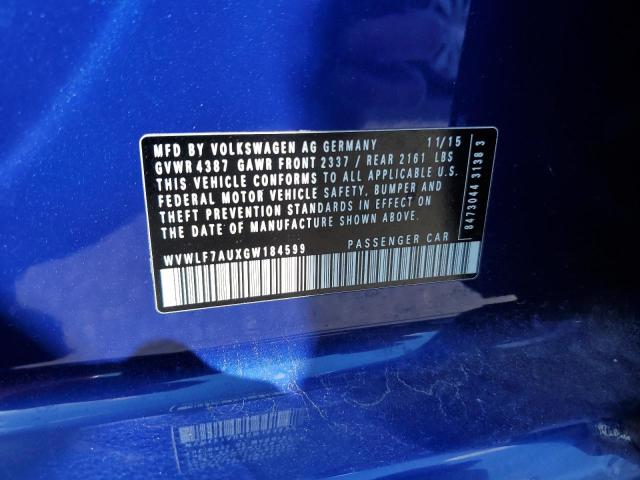 MFD BY VOLKSWAGEN AG GERMANY 11/15
GVWR 4387 GAWR FRONT 2337 / REAR 2161 LBS
THIS VEHICLE CONFORMS TO ALL APPLICABLE U.S.
FEDERAL MOTOR VEHICLE SAFETY, BUMPER AND
THEFT PREVENTION STANDARDS IN EFFECT ON
THE DATE OF MANUFACTURE SHOWN ABOVE.
WVWLF7AUXGW184599 PASSENGER CAR
8473044 3138 3